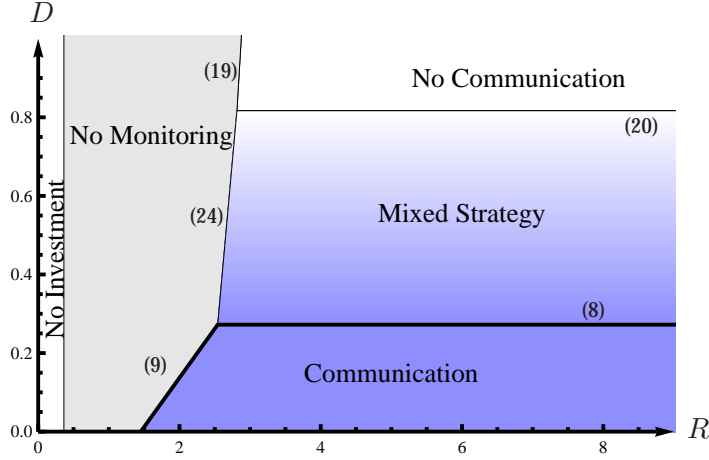 D
(19)
No Communication
0.8
(20)
No Monitoring
0.6
No Investment
(24)
Mixed Strategy
0.4
(8)
0.2
(9)
Communication
0.0
R
0
2
4
6
8